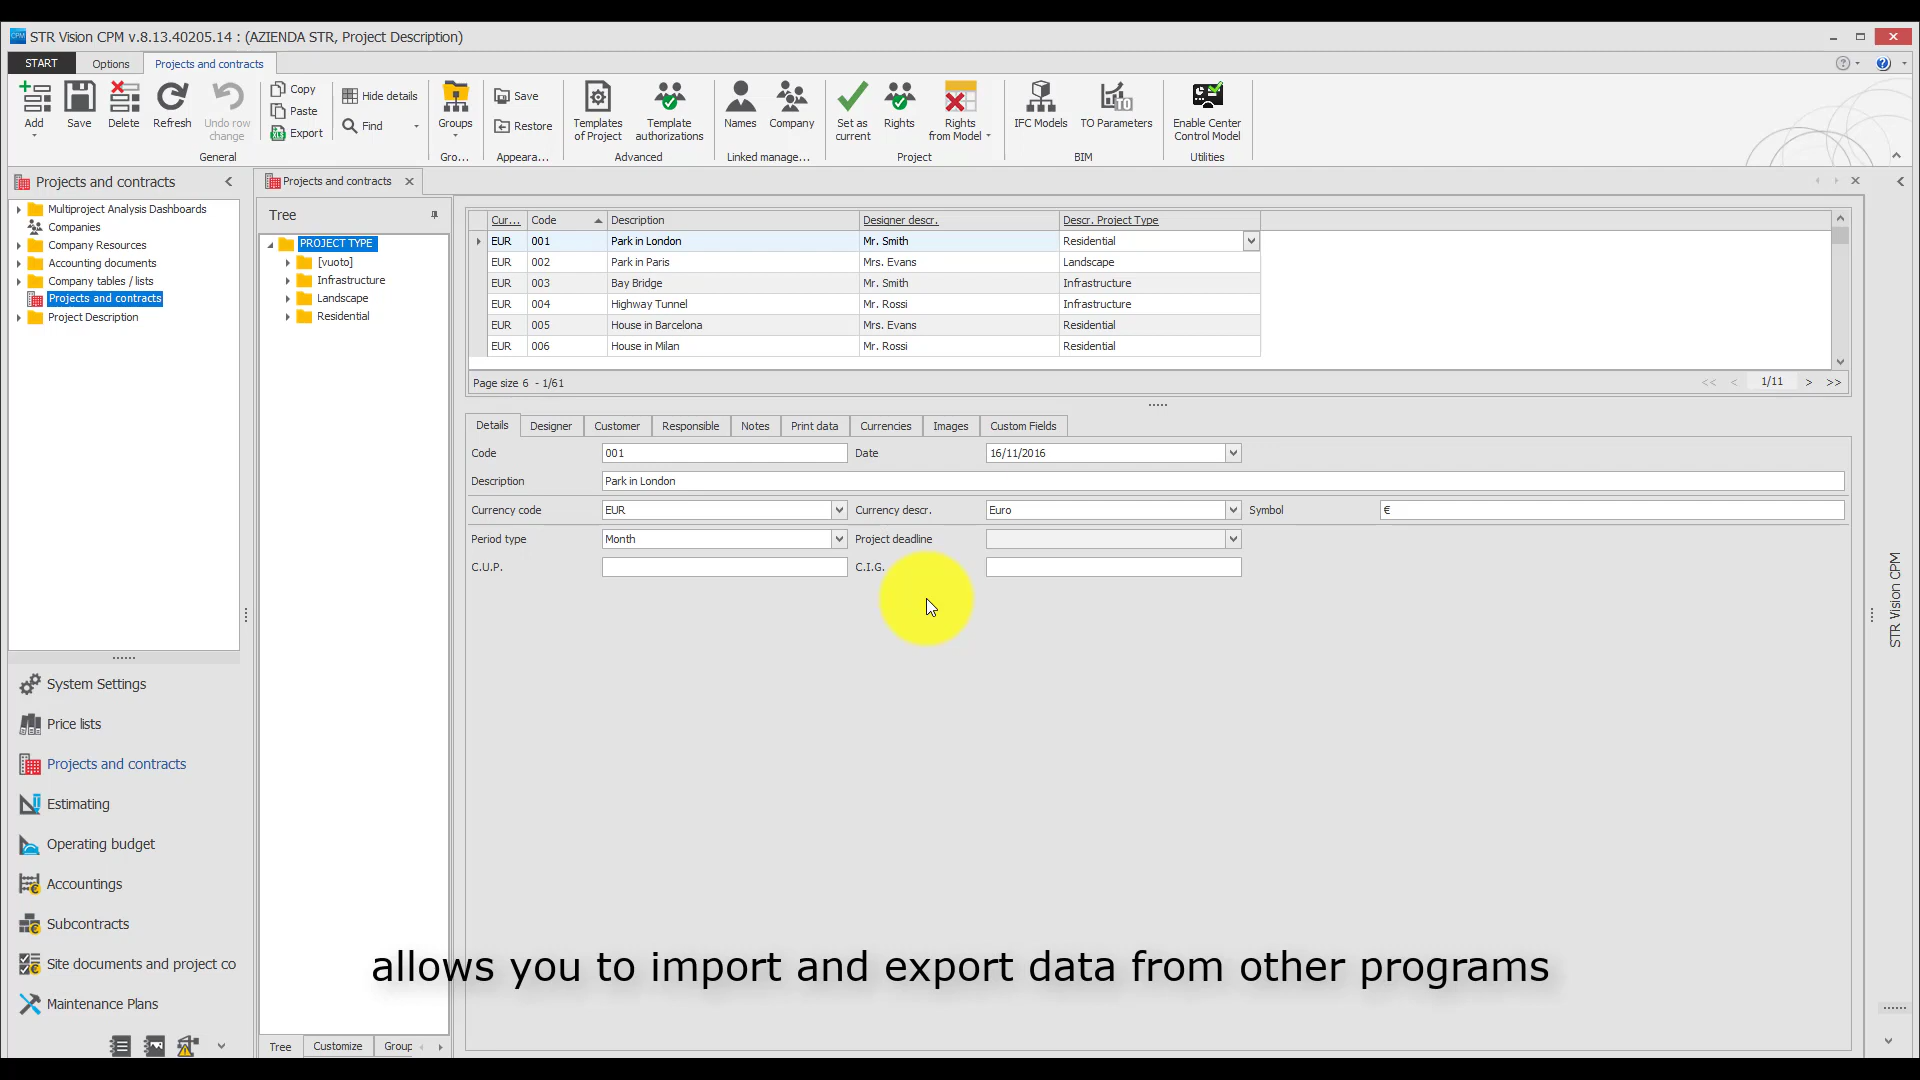 STR Vision CPM v.8.13.40205.14 : (AZIENDA STR, Project Description)
START Options Projects and contracts
Add Save Delete Refresh Undo row change Copy Paste Export Hide details Find
General
Groups
Gro...
Save
Restore
Appeara...
Templates of Project Template authorizations
Advanced
Names Company
Linked manage...
Set as current Rights Rights from Model
Project
IFC Models TO Parameters
BIM
Enable Center Control Model
Utilities
Projects and contracts
Multiproject Analysis Dashboards
Companies
Company Resources
Accounting documents
Company tables / lists
Projects and contracts
Project Description
System Settings
Price lists
Projects and contracts
Estimating
Operating budget
Accountings
Subcontracts
Site documents and project co
Maintenance Plans
Projects and contracts
Tree
PROJECT TYPE
[vuoto]
Infrastructure
Landscape
Residential
Tree Customize Group
Cur... Code Description Designer descr. Descr. Project Type
EUR 001 Park in London Mr. Smith Residential
EUR 002 Park in Paris Mrs. Evans Landscape
EUR 003 Bay Bridge Mr. Smith Infrastructure
EUR 004 Highway Tunnel Mr. Rossi Infrastructure
EUR 005 House in Barcelona Mrs. Evans Residential
EUR 006 House in Milan Mr. Rossi Residential
Page size 6 - 1/61 << < 1/11 > >>
Details Designer Customer Responsible Notes Print data Currencies Images Custom Fields
Code 001 Date 16/11/2016
Description Park in London
Currency code EUR Currency descr. Euro Symbol €
Period type Month Project deadline
C.U.P. C.I.G.
allows you to import and export data from other programs
STR Vision CPM